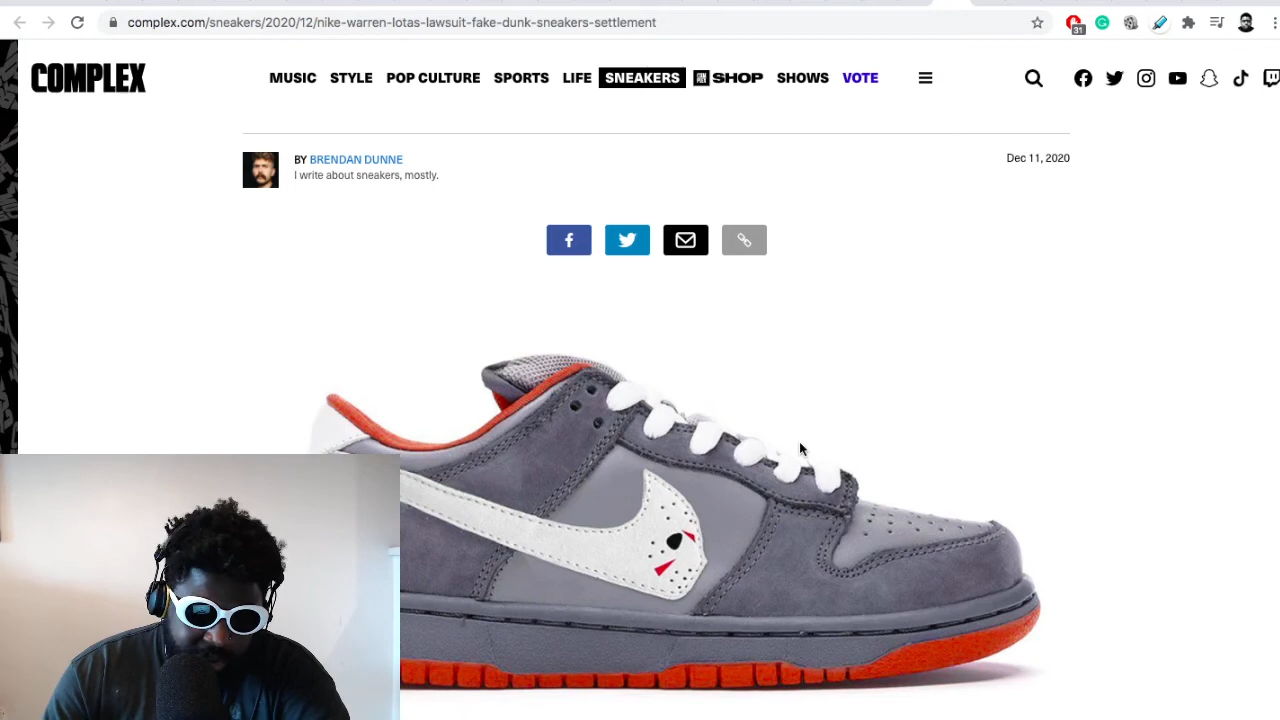 complex.com/sneakers/2020/12/nike-warren-lotas-lawsuit-fake-dunk-sneakers-settlement
31
COMPLEX MUSIC STYLE POP CULTURE SPORTS LIFE SNEAKERS SHOP SHOWS VOTE
BY BRENDAN DUNNE Dec 11, 2020
I write about sneakers, mostly.